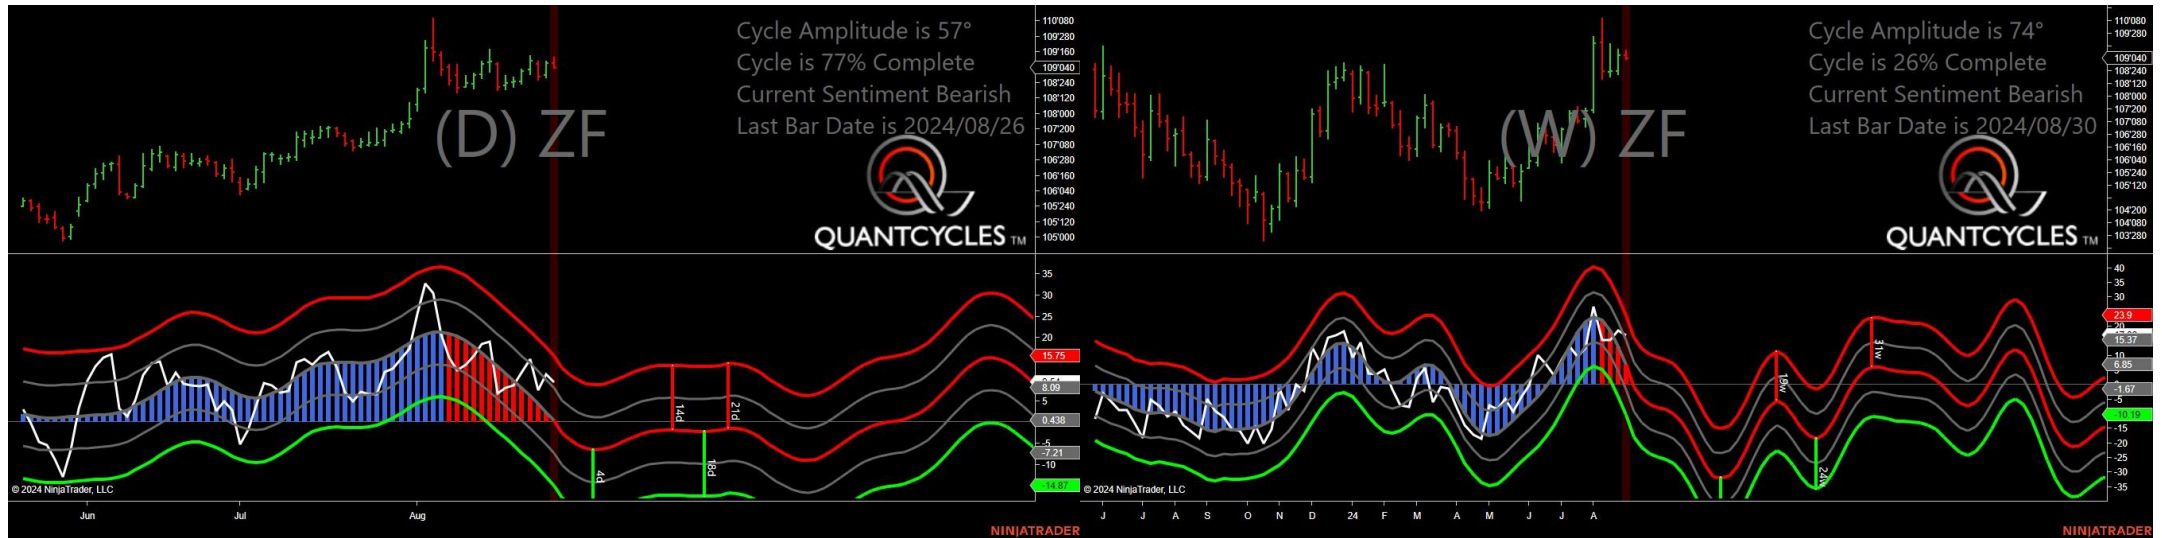 Cycle Amplitude is 57°
Cycle is 77% Complete
Current Sentiment Bearish
Last Bar Date is 2024/08/26
(D) ZF
QUANTCYCLES TM
110'080
109'280
109'160
109'040
108'240
108'120
108'000
107'200
107'080
106'280
106'160
106'040
105'240
105'120
105'000
35
30
25
20
15.75
8.09
5
0.438
-5
-7.21
-10
-14.87
14d
21d
4d
18d
© 2024 NinjaTrader, LLC
Jun
Jul
Aug
NINJATRADER
Cycle Amplitude is 74°
Cycle is 26% Complete
Current Sentiment Bearish
Last Bar Date is 2024/08/30
(W) ZF
QUANTCYCLES TM
110'080
109'280
109'040
108'240
108'120
108'000
107'200
107'080
106'280
106'160
106'040
105'240
105'120
104'200
104'080
103'280
40
35
30
23.9
20
15.37
10
6.85
-1.67
-5
-10.19
-15
-20
-25
-30
-35
19w
31w
24w
© 2024 NinjaTrader, LLC
J
J
A
S
O
N
D
24
F
M
A
M
J
J
A
NINJATRADER